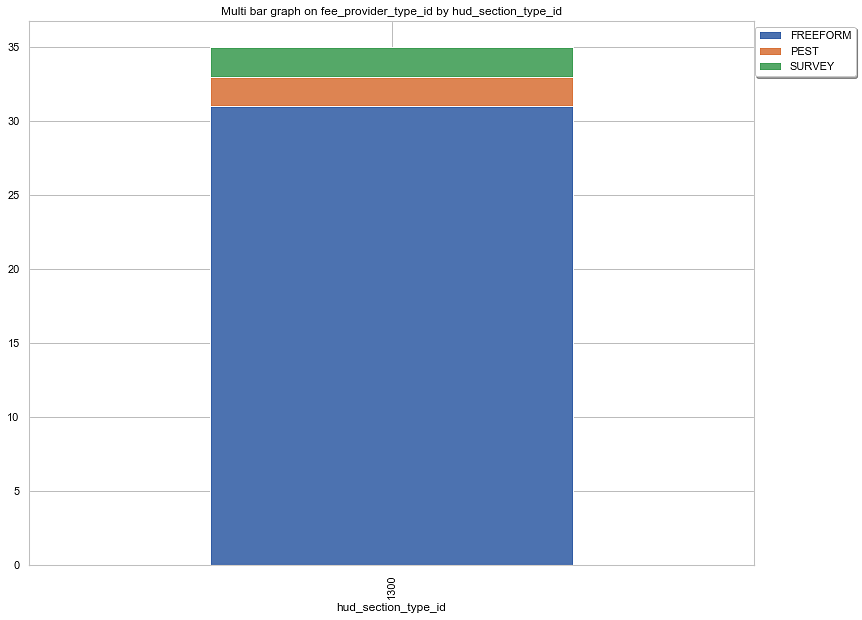 Multi bar graph on fee_provider_type_id by hud_section_type_id
FREEFORM
PEST
SURVEY
35
30
25
20
15
10
5
0
1300
hud_section_type_id